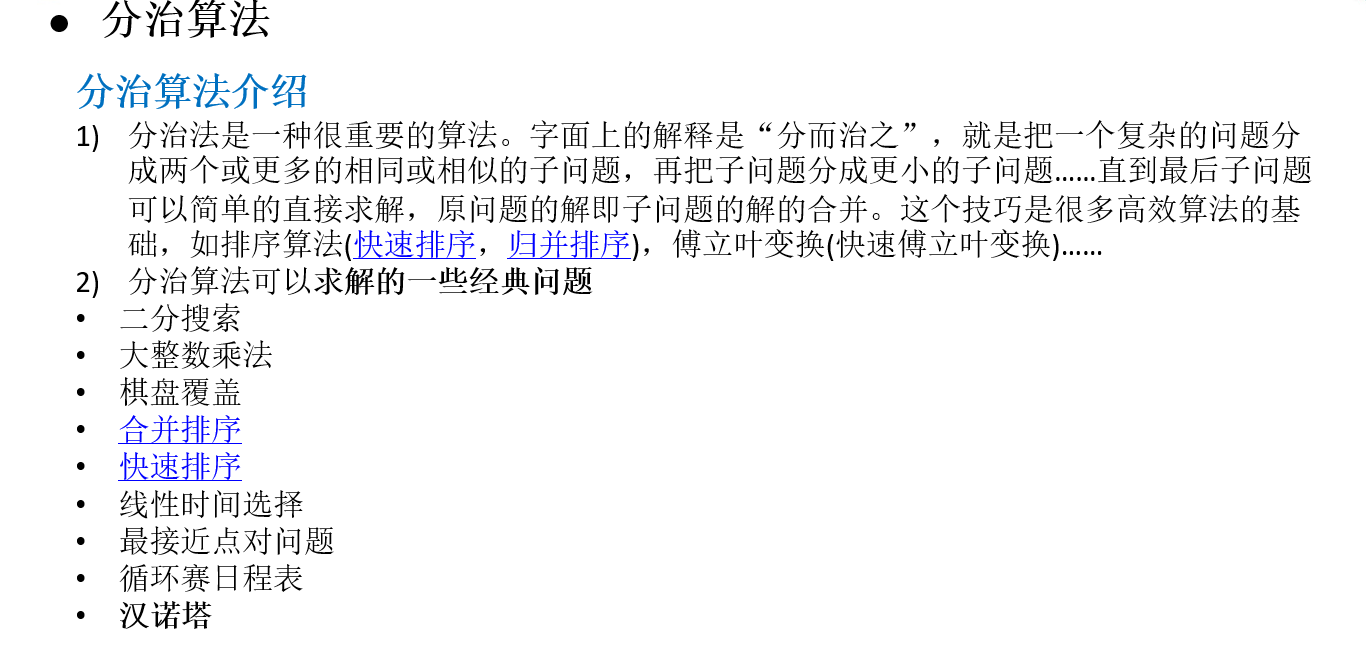 ● 分治算法
分治算法介绍
1) 分治法是一种很重要的算法。字面上的解释是“分而治之”，就是把一个复杂的问题分
成两个或更多的相同或相似的子问题，再把子问题分成更小的子问题……直到最后子问题
可以简单的直接求解，原问题的解即子问题的解的合并。这个技巧是很多高效算法的基
础，如排序算法(快速排序，归并排序)，傅立叶变换(快速傅立叶变换)……
2) 分治算法可以求解的一些经典问题
• 二分搜索
• 大整数乘法
• 棋盘覆盖
• 合并排序
• 快速排序
• 线性时间选择
• 最接近点对问题
• 循环赛日程表
• 汉诺塔